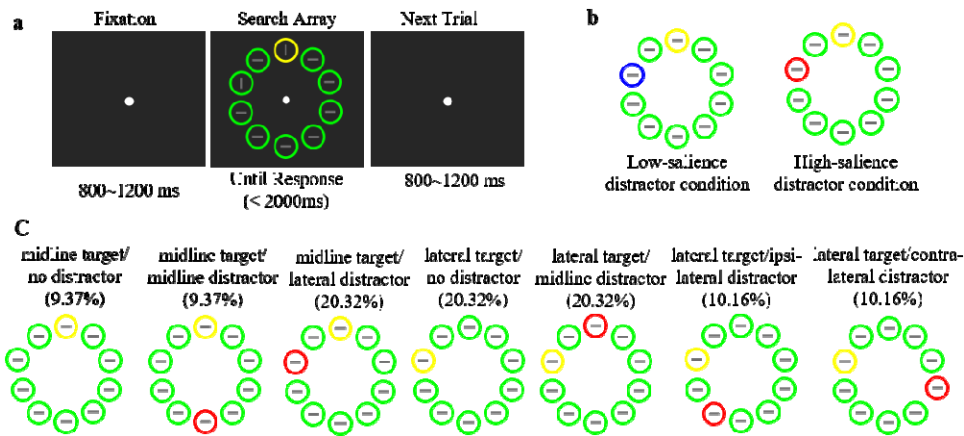 a
Fixation
Search Array
Next Trial
800~1200 ms
Until Response
(< 2000ms)
800~1200 ms
b
Low-salience
distractor condition
High-salience
distractor condition
C
midline target/
no distractor
(9.37%)
midline target/
midline distractor
(9.37%)
midline target/
lateral distractor
(20.32%)
lateral target/
no distractor
(20.32%)
lateral target/
midline distractor
(20.32%)
lateral target/ipsi-
lateral distractor
(10.16%)
lateral target/contra-
lateral distractor
(10.16%)